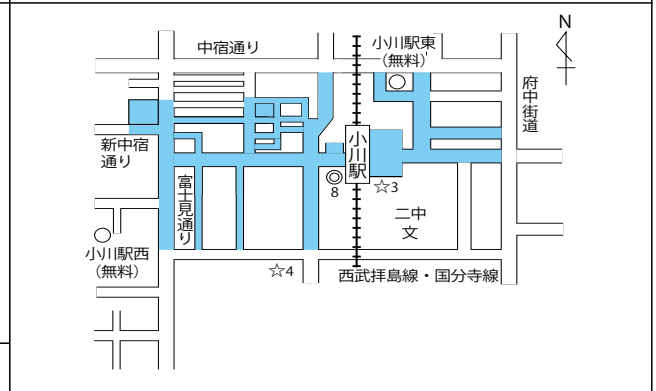 N
中宿通り
小川駅東
(無料)
府中街道
小川駅
新中宿
通り
富士見通り
8
☆3
二中
文
小川駅西
(無料)
☆4
西武拝島線・国分寺線